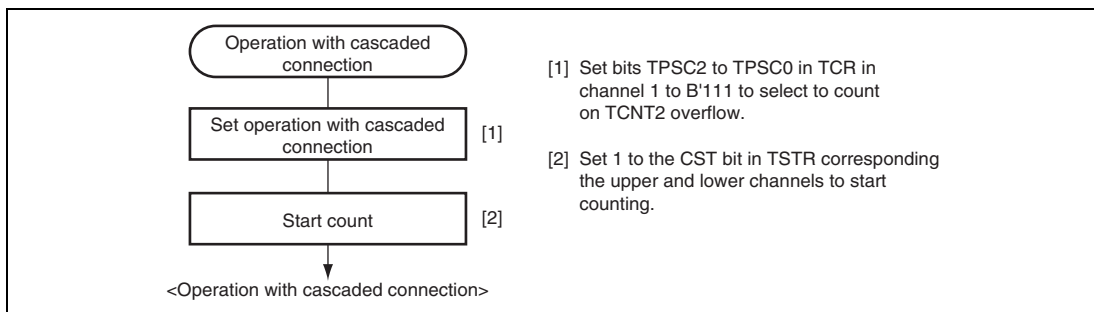 Operation with cascaded
connection
Set operation with cascaded
connection
[1]
Start count
[2]
<Operation with cascaded connection>
[1] Set bits TPSC2 to TPSC0 in TCR in
channel 1 to B'111 to select to count
on TCNT2 overflow.
[2] Set 1 to the CST bit in TSTR corresponding
the upper and lower channels to start
counting.